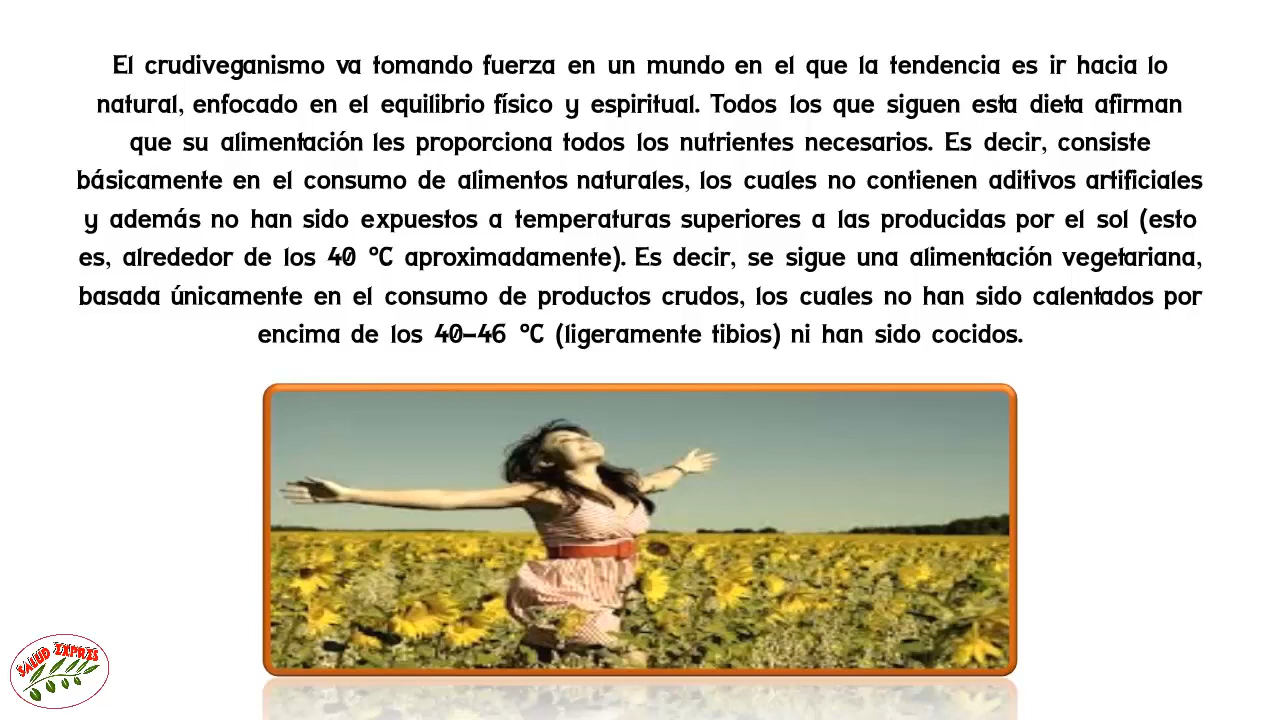 El crudiveganismo va tomando fuerza en un mundo en el que la tendencia es ir hacia lo
natural, enfocado en el equilibrio físico y espiritual. Todos los que siguen esta dieta afirman
que su alimentación les proporciona todos los nutrientes necesarios. Es decir, consiste
básicamente en el consumo de alimentos naturales, los cuales no contienen aditivos artificiales
y además no han sido expuestos a temperaturas superiores a las producidas por el sol (esto
es, alrededor de los 40 °C aproximadamente). Es decir, se sigue una alimentación vegetariana,
basada únicamente en el consumo de productos crudos, los cuales no han sido calentados por
encima de los 40-46 °C (ligeramente tibios) ni han sido cocidos.
SALUD EXPRÉS